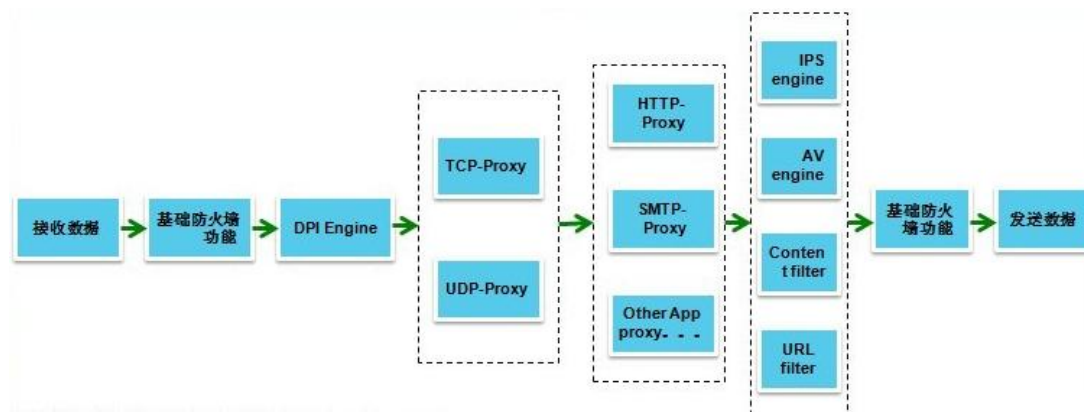 接收数据
基础防火墙
功能
DPI Engine
TCP-Proxy
UDP-Proxy
HTTP-
Proxy
SMTP-
Proxy
Other App
proxy. . . .
IPS
engine
AV
engine
Conten
t filter
URL
filter
基础防火
墙功能
发送数据